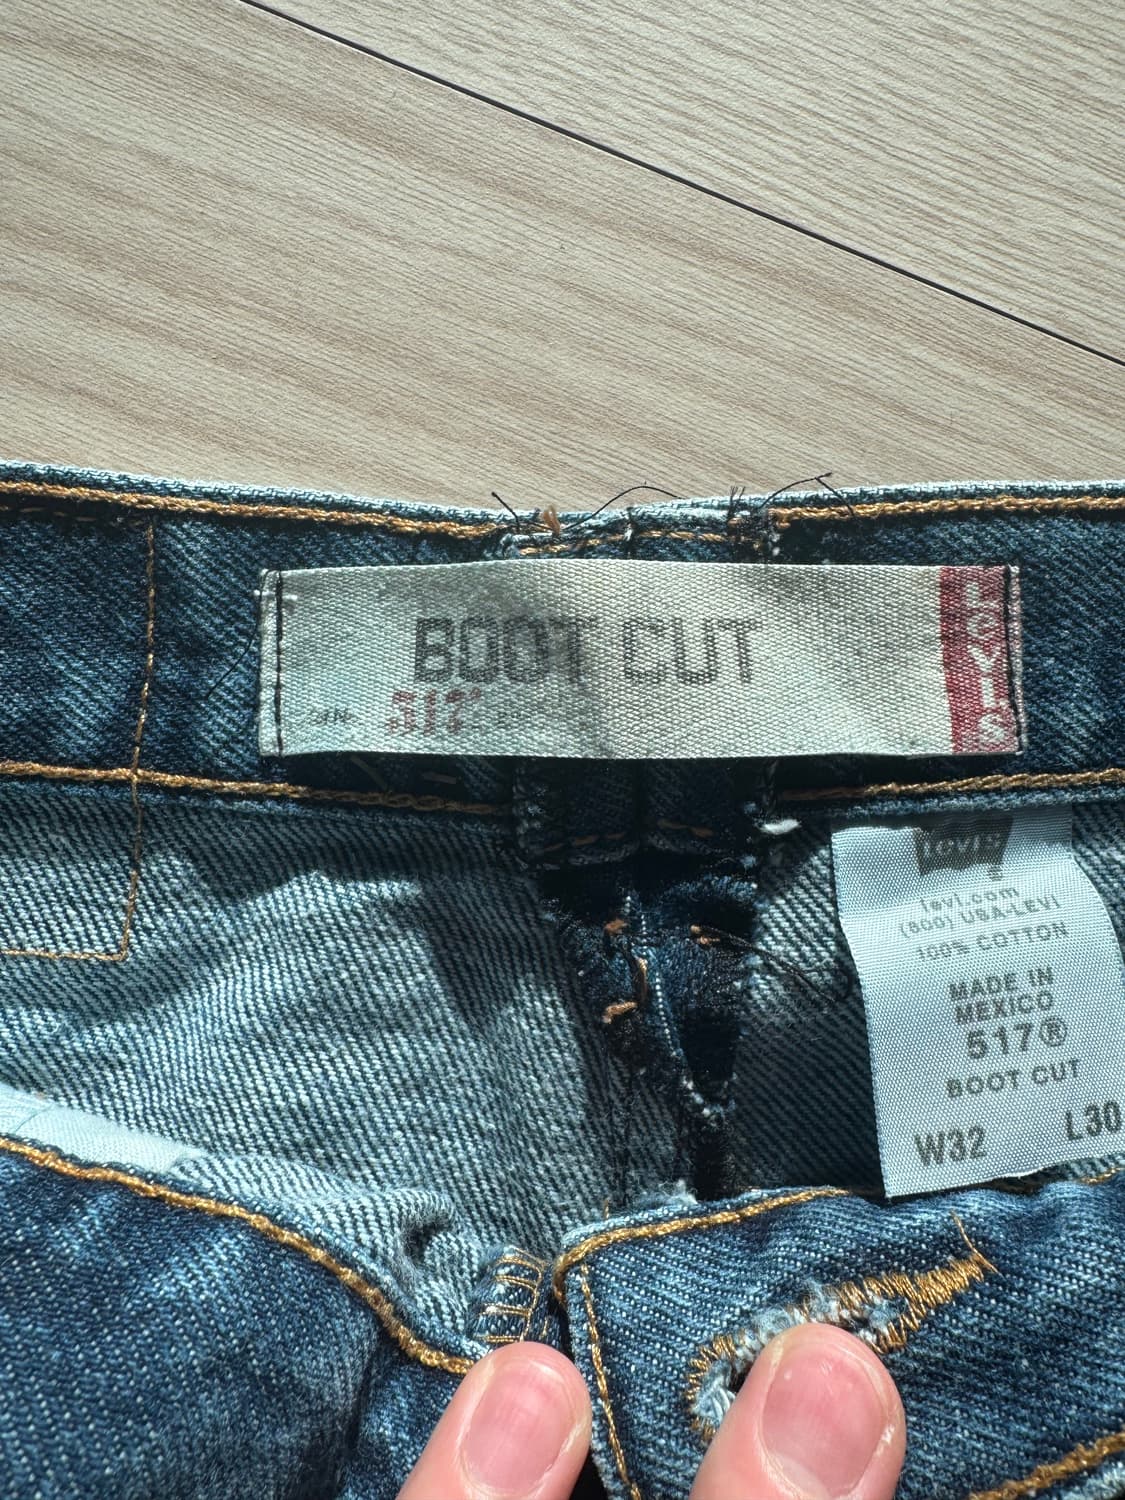 BOOT CUT
517®
LEVI'S
Levi's
levi.com
(800) USA-LEVI
100% COTTON
MADE IN
MEXICO
517®
BOOT CUT
W32 L30